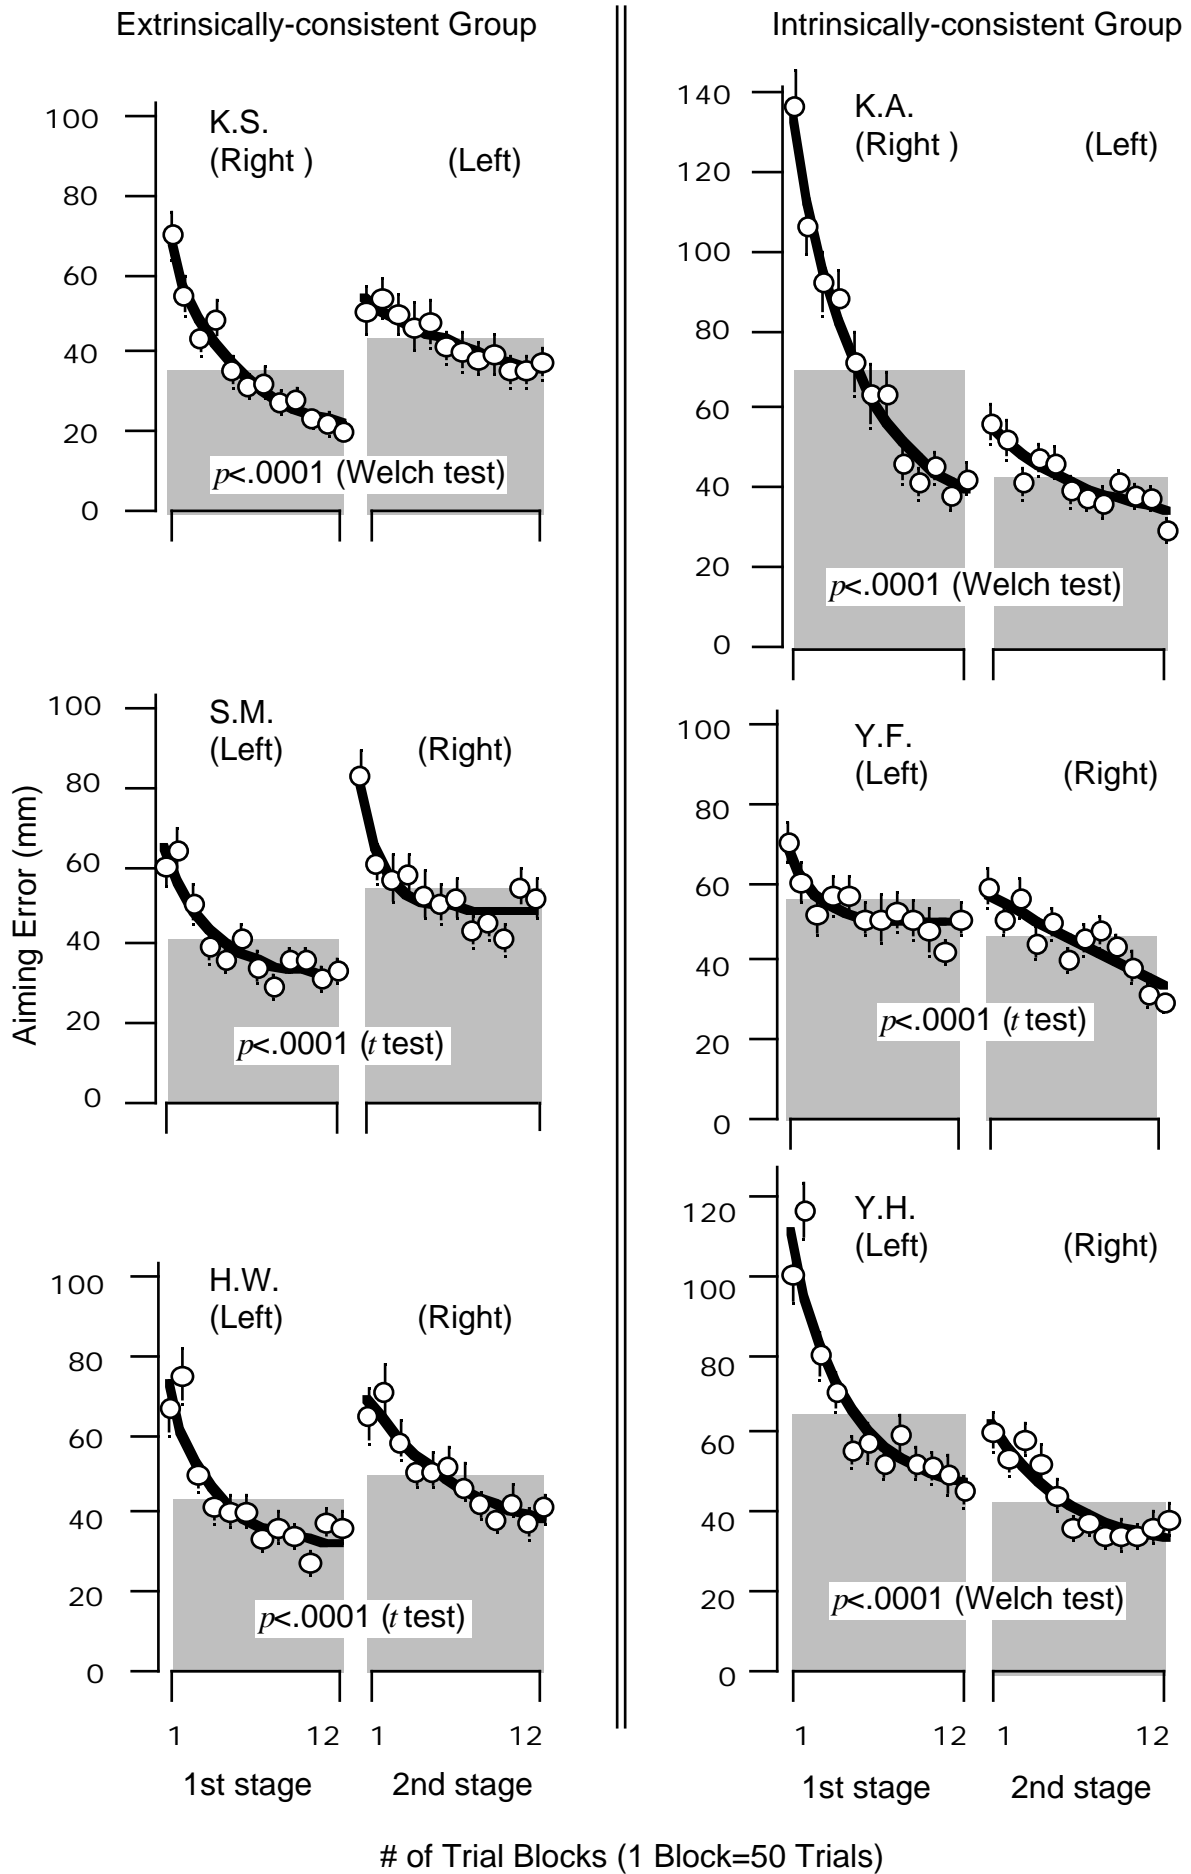 Extrinsically-consistent Group
Intrinsically-consistent Group
K.S.
(Right )
(Left)
100
80
60
40
20
0
p<.0001 (Welch test)
S.M.
(Left)
(Right)
100
80
60
40
20
0
p<.0001 (t test)
H.W.
(Left)
(Right)
100
80
60
40
20
0
p<.0001 (t test)
1
12
1
12
1st stage
2nd stage
Aiming Error (mm)
K.A.
(Right )
(Left)
140
120
100
80
60
40
20
0
p<.0001 (Welch test)
Y.F.
(Left)
(Right)
100
80
60
40
20
0
p<.0001 (t test)
Y.H.
(Left)
(Right)
120
100
80
60
40
20
0
p<.0001 (Welch test)
1
12
1
12
1st stage
2nd stage
# of Trial Blocks (1 Block=50 Trials)